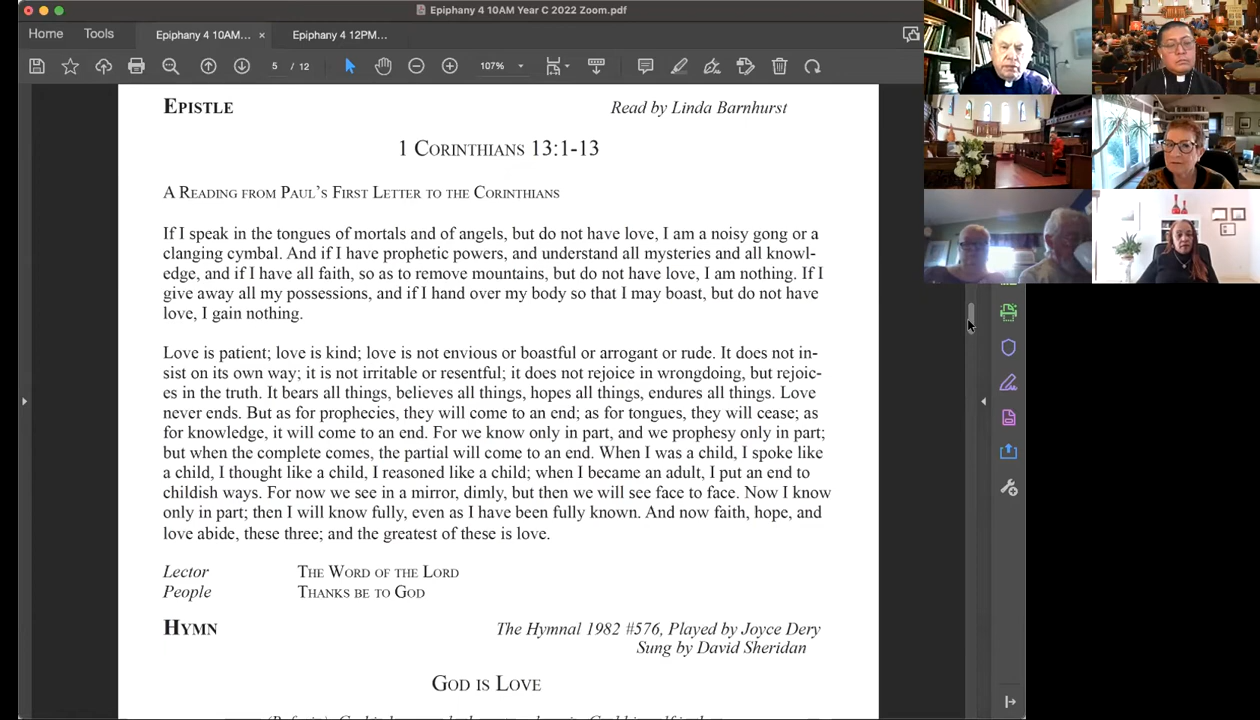 Epiphany 4 10AM Year C 2022 Zoom.pdf
Home Tools Epiphany 4 10AM... × Epiphany 4 12PM...
5 / 12 107%
EPISTLE Read by Linda Barnhurst
1 CORINTHIANS 13:1-13
A READING FROM PAUL'S FIRST LETTER TO THE CORINTHIANS
If I speak in the tongues of mortals and of angels, but do not have love, I am a noisy gong or a
clanging cymbal. And if I have prophetic powers, and understand all mysteries and all knowl-
edge, and if I have all faith, so as to remove mountains, but do not have love, I am nothing. If I
give away all my possessions, and if I hand over my body so that I may boast, but do not have
love, I gain nothing.
Love is patient; love is kind; love is not envious or boastful or arrogant or rude. It does not in-
sist on its own way; it is not irritable or resentful; it does not rejoice in wrongdoing, but rejoic-
es in the truth. It bears all things, believes all things, hopes all things, endures all things. Love
never ends. But as for prophecies, they will come to an end; as for tongues, they will cease; as
for knowledge, it will come to an end. For we know only in part, and we prophesy only in part;
but when the complete comes, the partial will come to an end. When I was a child, I spoke like
a child, I thought like a child, I reasoned like a child; when I became an adult, I put an end to
childish ways. For now we see in a mirror, dimly, but then we will see face to face. Now I know
only in part; then I will know fully, even as I have been fully known. And now faith, hope, and
love abide, these three; and the greatest of these is love.
Lector THE WORD OF THE LORD
People THANKS BE TO GOD
HYMN The Hymnal 1982 #576, Played by Joyce Dery
Sung by David Sheridan
GOD IS LOVE